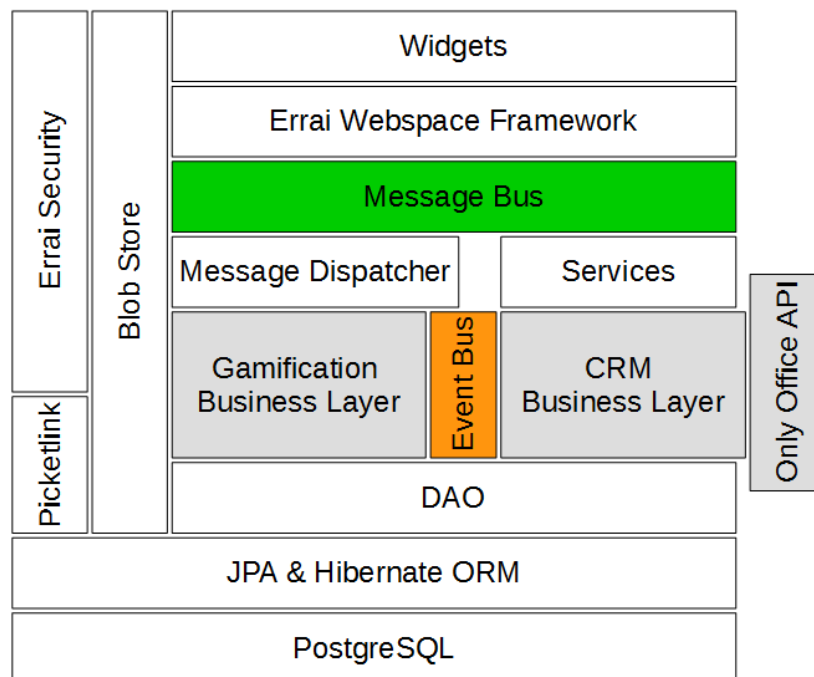 Widgets
Errai Webspace Framework
Message Bus
Message Dispatcher
Services
Gamification
Business Layer
Event Bus
CRM
Business Layer
Only Office API
DAO
Errai Security
Blob Store
Picketlink
JPA & Hibernate ORM
PostgreSQL